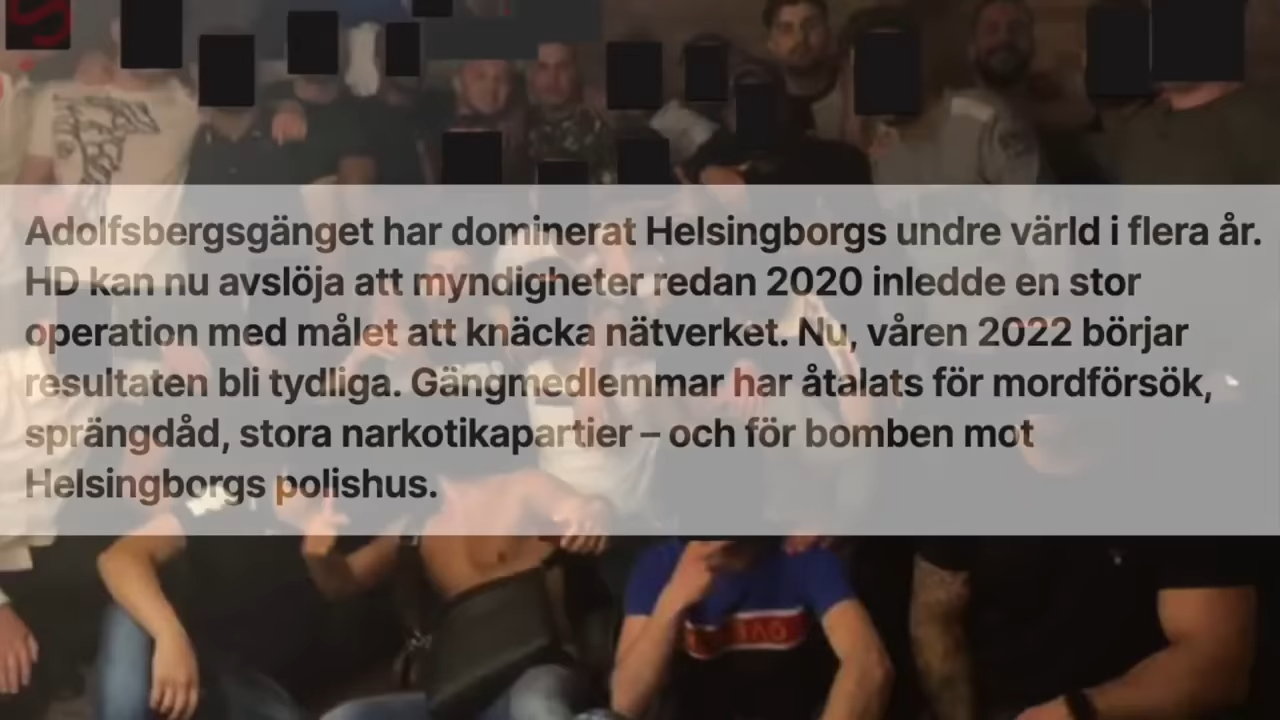 Adolfsbergsgänget har dominerat Helsingborgs undre värld i flera år.
HD kan nu avslöja att myndigheter redan 2020 inledde en stor
operation med målet att knäcka nätverket. Nu, våren 2022 börjar
resultaten bli tydliga. Gängmedlemmar har åtalats för mordförsök,
sprängdåd, stora narkotikapartier – och för bomben mot
Helsingborgs polishus.